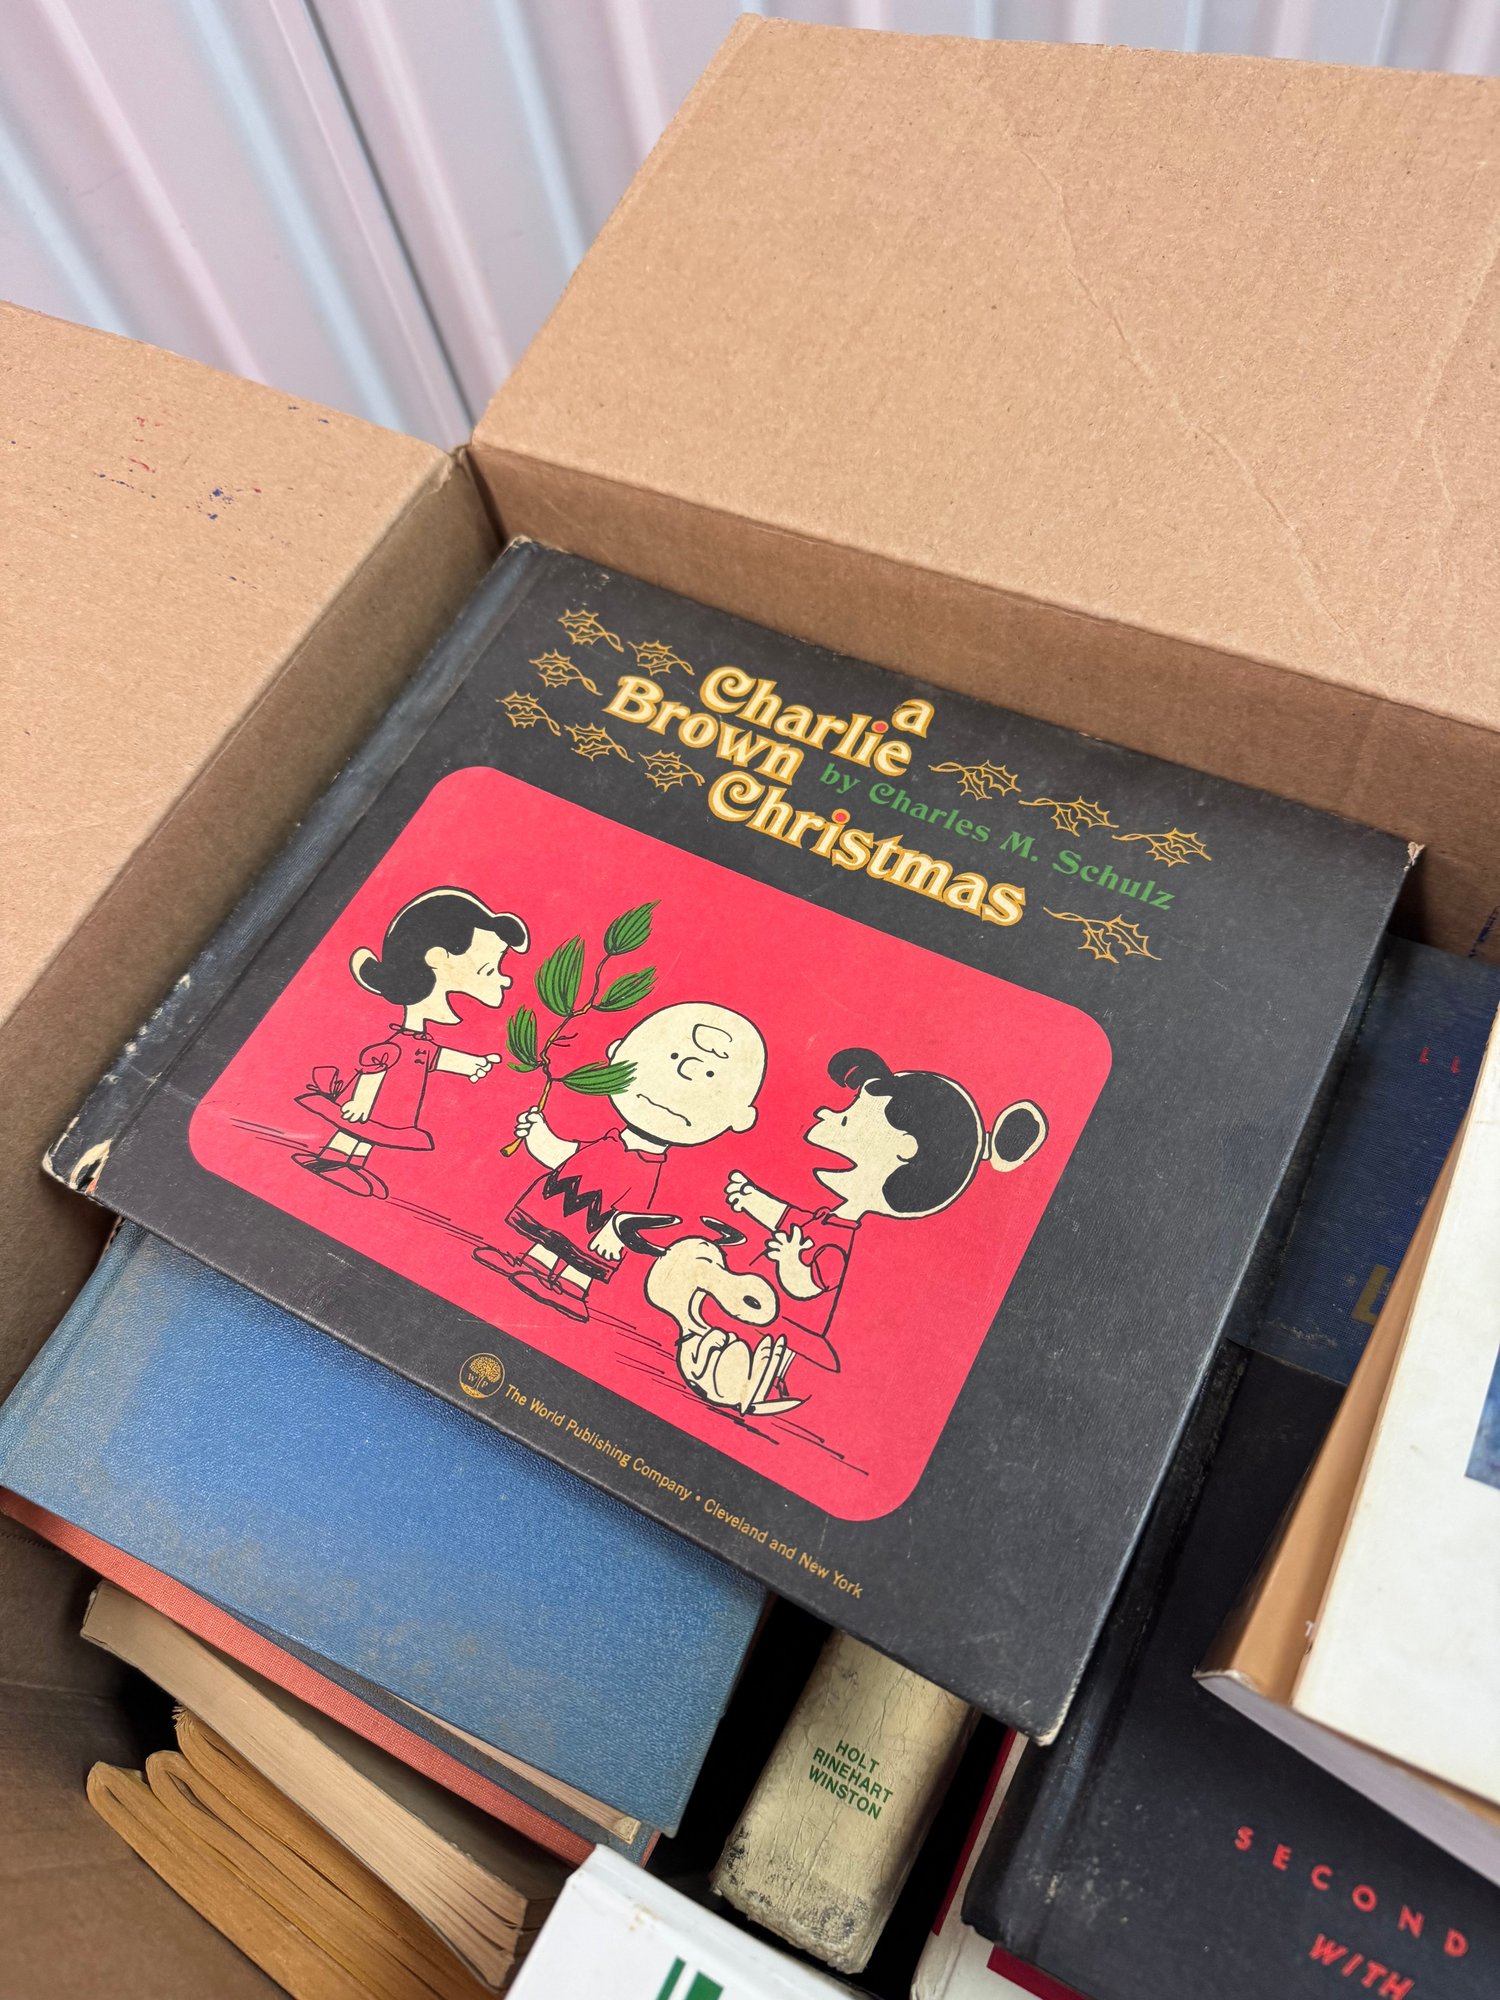 a
Charlie
Brown
by Charles M. Schulz
Christmas
W P
The World Publishing Company • Cleveland and New York
HOLT
RINEHART
WINSTON
SECOND
WITH